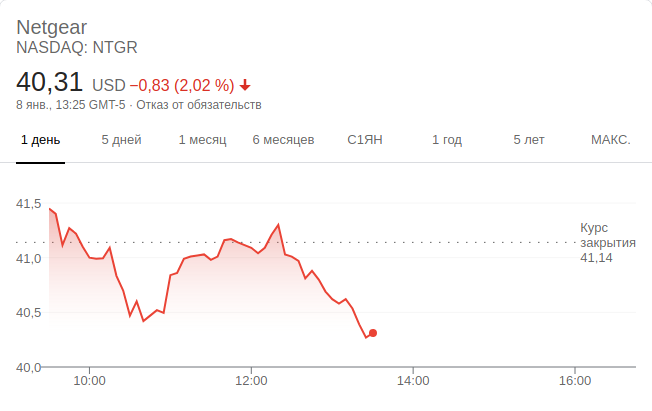 Netgear
NASDAQ: NTGR
40,31 USD −0,83 (2,02 %)
8 янв., 13:25 GMT-5 · Отказ от обязательств
1 день 5 дней 1 месяц 6 месяцев С1ЯН 1 год 5 лет МАКС.
41,5
Курс
закрытия
41,14
41,0
40,5
40,0
10:00 12:00 14:00 16:00